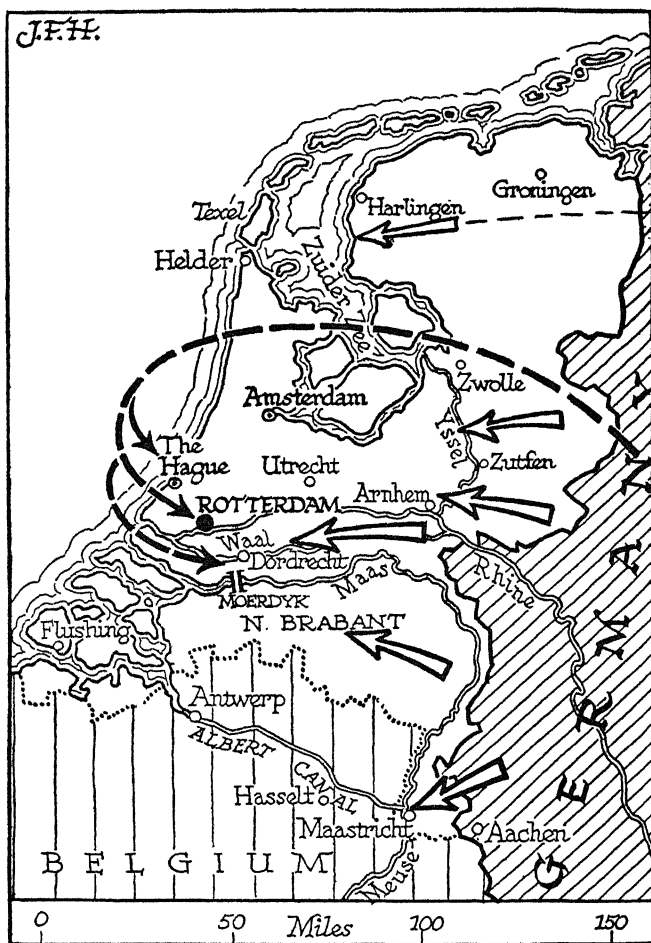 J.F.H.
Groningen
Harlingen
Texel
Helder
Zuider Zee
Zwolle
Amsterdam
Yssel
The
Hague
Utrecht
Zutfen
Arnhem
ROTTERDAM
Waal
Dordrecht
Maas
Rhine
MOERDYK
N. BRABANT
Flushing
GERMANY
Antwerp
ALBERT CANAL
Hasselt
Maastricht
Aachen
BELGIUM
Meuse
0 50 Miles 100 150